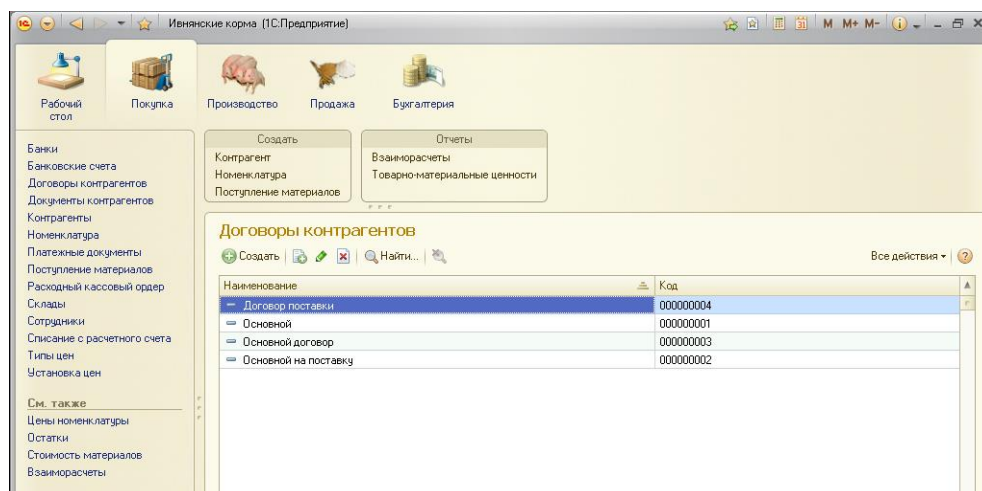 Ивнянские корма (1С:Предприятие)
M M+ M-
Рабочий стол
Покупка
Производство
Продажа
Бухгалтерия
Банки
Банковские счета
Договоры контрагентов
Документы контрагентов
Контрагенты
Номенклатура
Платежные документы
Поступление материалов
Расходный кассовый ордер
Склады
Сотрудники
Списание с расчетного счета
Типы цен
Установка цен
См. также
Цены номенклатуры
Остатки
Стоимость материалов
Взаиморасчеты
Создать
Контрагент
Номенклатура
Поступление материалов
Отчеты
Взаиморасчеты
Товарно-материальные ценности
Договоры контрагентов
Создать Найти... Все действия
Наименование Код
Договор поставки 000000004
Основной 000000001
Основной договор 000000003
Основной на поставку 000000002